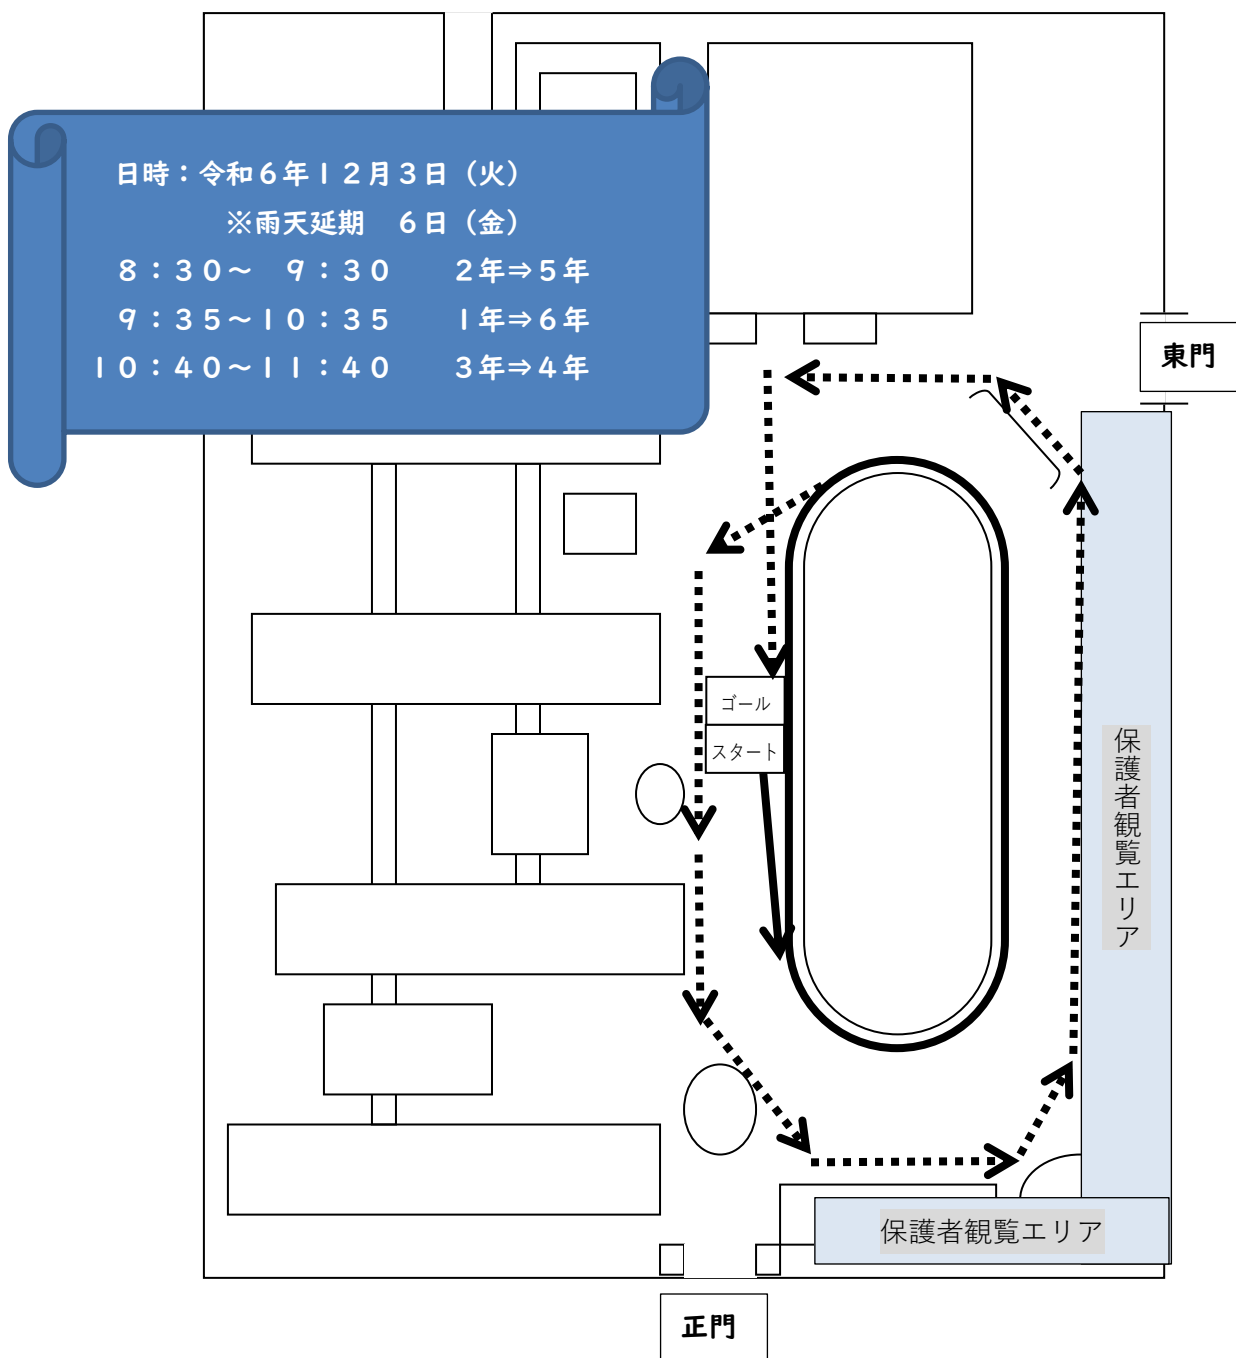 日時：令和６年１２月３日（火）
※雨天延期　６日（金）
８：３０～　９：３０　　２年⇒５年
９：３５～１０：３５　　１年⇒６年
１０：４０～１１：４０　　３年⇒４年
東門
ゴール
スタート
保護者観覧エリア
保護者観覧エリア
正門